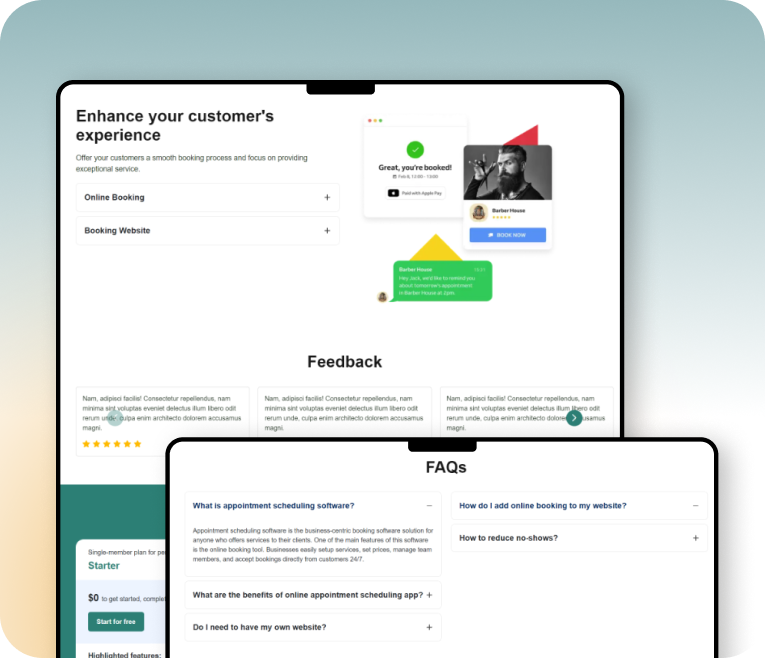 Enhance your customer's
experience
Offer your customers a smooth booking process and focus on providing
exceptional service.
Online Booking +
Booking Website +
Great, you're booked!
Feb 8, 12:00 - 13:00
Paid with Apple Pay
Barber House
BOOK NOW
Barber House
Hey Jack, we'd like to remind you
about tomorrow's appointment
in Barber House at 2pm.
Feedback
Nam, adipisci facilis! Consectetur repellendus, nam
minima sint voluptas eveniet delectus illum libero odit
rerum unde, culpa enim architecto dolorem accusamus
magni.
Nam, adipisci facilis! Consectetur repellendus, nam
minima sint voluptas eveniet delectus illum libero odit
rerum unde, culpa enim architecto dolorem accusamus
magni.
Nam, adipisci facilis! Consectetur repellendus, nam
minima sint voluptas eveniet delectus illum libero odit
rerum unde, culpa enim architecto dolorem accusamus
magni.
Single-member plan for
Starter
$0 to get started,
Start for free
Highlighted features:
FAQs
What is appointment scheduling software? −
Appointment scheduling software is the business-centric booking software solution for
anyone who offers services to their clients. One of the main features of this software
is the online booking tool. Businesses easily setup services, set prices, manage team
members, and accept bookings directly from customers 24/7.
What are the benefits of online appointment scheduling app? +
Do I need to have my own website? +
How do I add online booking to my website? −
How to reduce no-shows? +